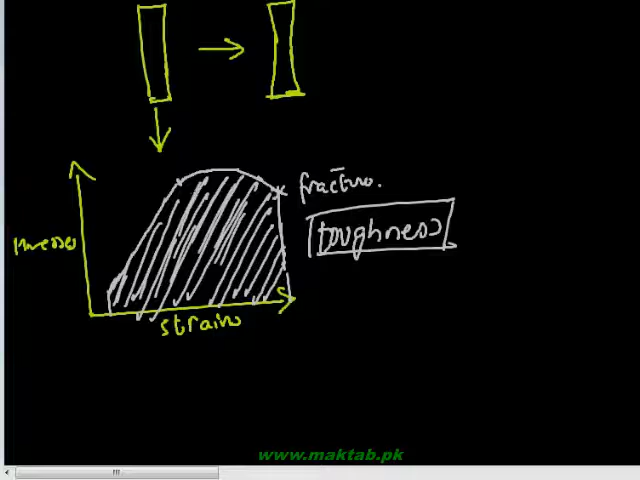 fracture.
toughness
stress
strain
www.maktab.pk